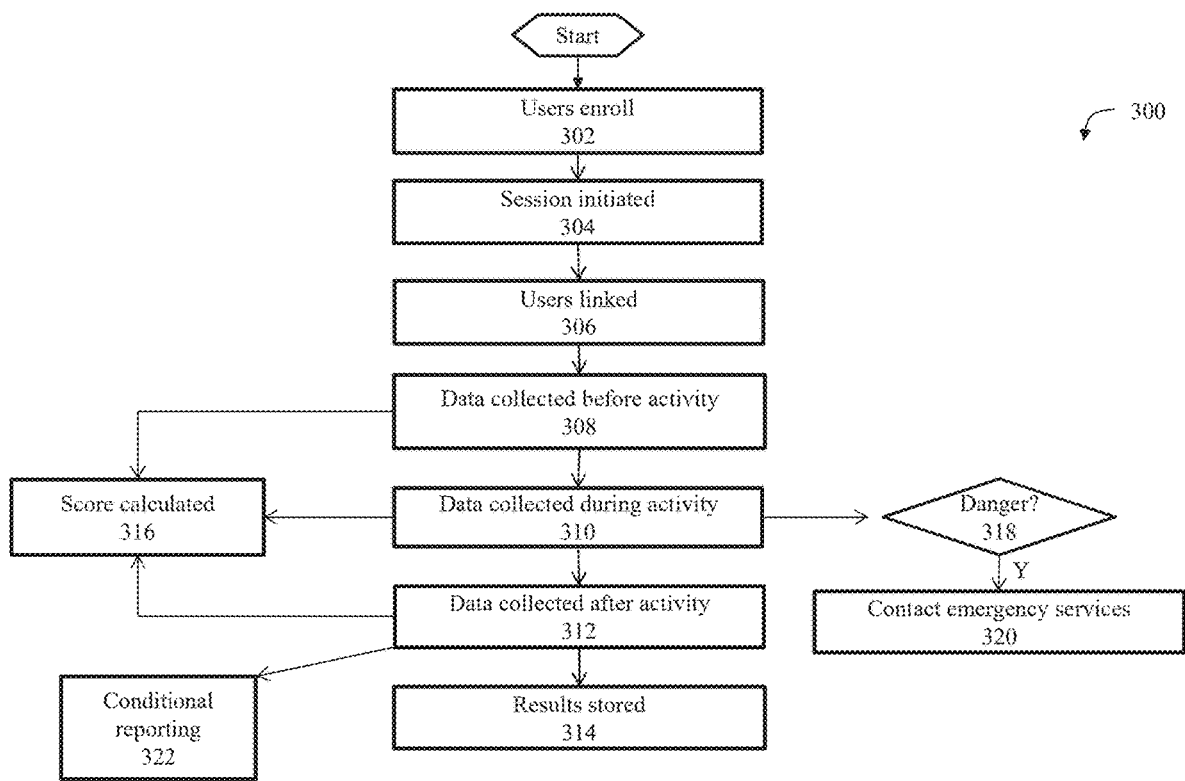 Start
Users enroll
302
300
Session initiated
304
Users linked
306
Data collected before activity
308
Score calculated
316
Data collected during activity
310
Danger?
318
Y
Data collected after activity
312
Contact emergency services
320
Conditional
reporting
322
Results stored
314